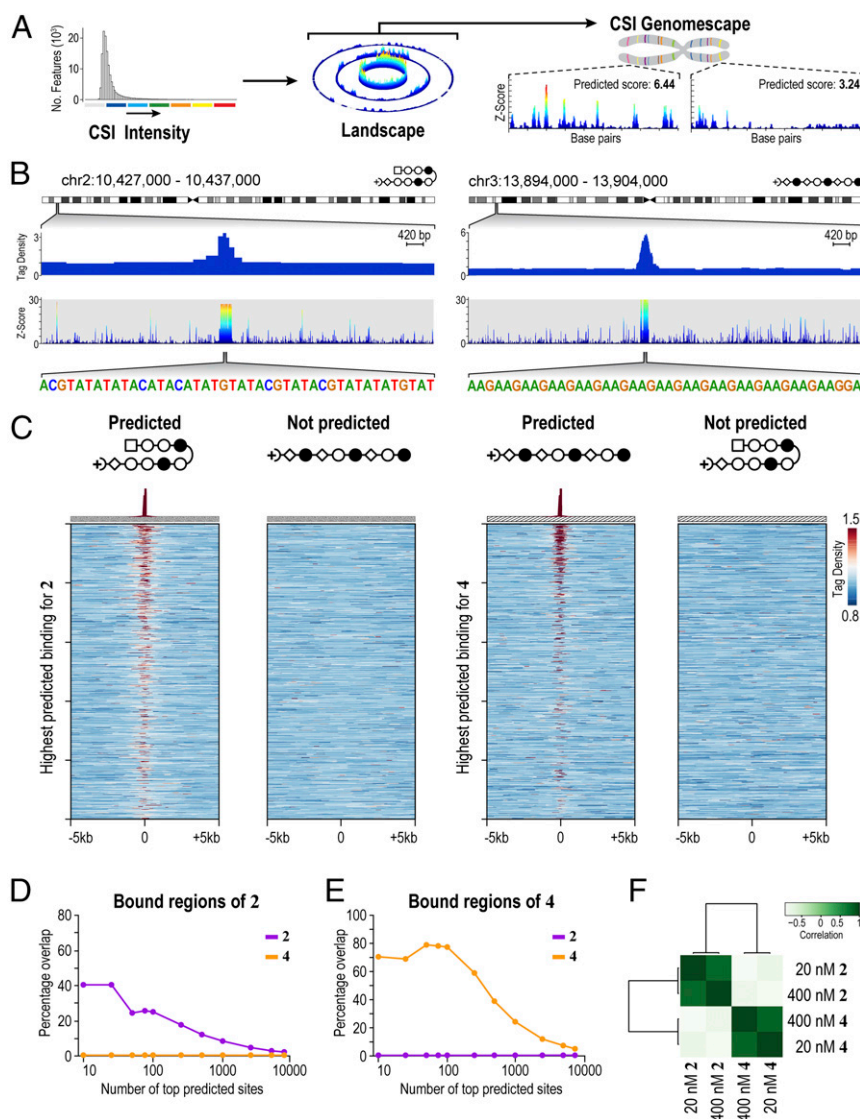 A
No. Features (10³)
20
15
10
5
0
CSI Intensity
Landscape
CSI Genomescape
Z-Score
Predicted score: 6.44
Predicted score: 3.24
Base pairs
Base pairs
B
chr2:10,427,000 - 10,437,000
chr3:13,894,000 - 13,904,000
Tag Density
3
0
420 bp
6
0
420 bp
Z-Score
30
0
30
0
ACGTATATATACATACATATGTATACGTATACGTATATATGTAT
AAGAAGAAGAAGAAGAAGAAGAAGAAGAAGAAGAAGAAGAAGGA
C
Predicted
Not predicted
Predicted
Not predicted
Highest predicted binding for 2
Highest predicted binding for 4
1.5
Tag Density
0.8
-5kb 0 +5kb
-5kb 0 +5kb
-5kb 0 +5kb
-5kb 0 +5kb
D
Bound regions of 2
Percentage overlap
80
60
40
20
0
2
4
10 100 1000 10000
Number of top predicted sites
E
Bound regions of 4
Percentage overlap
100
80
60
40
20
0
2
4
10 100 1000 10000
Number of top predicted sites
F
-0.5 0 0.5 1
Correlation
20 nM 2
400 nM 2
400 nM 4
20 nM 4
20 nM 2
400 nM 2
400 nM 4
20 nM 4